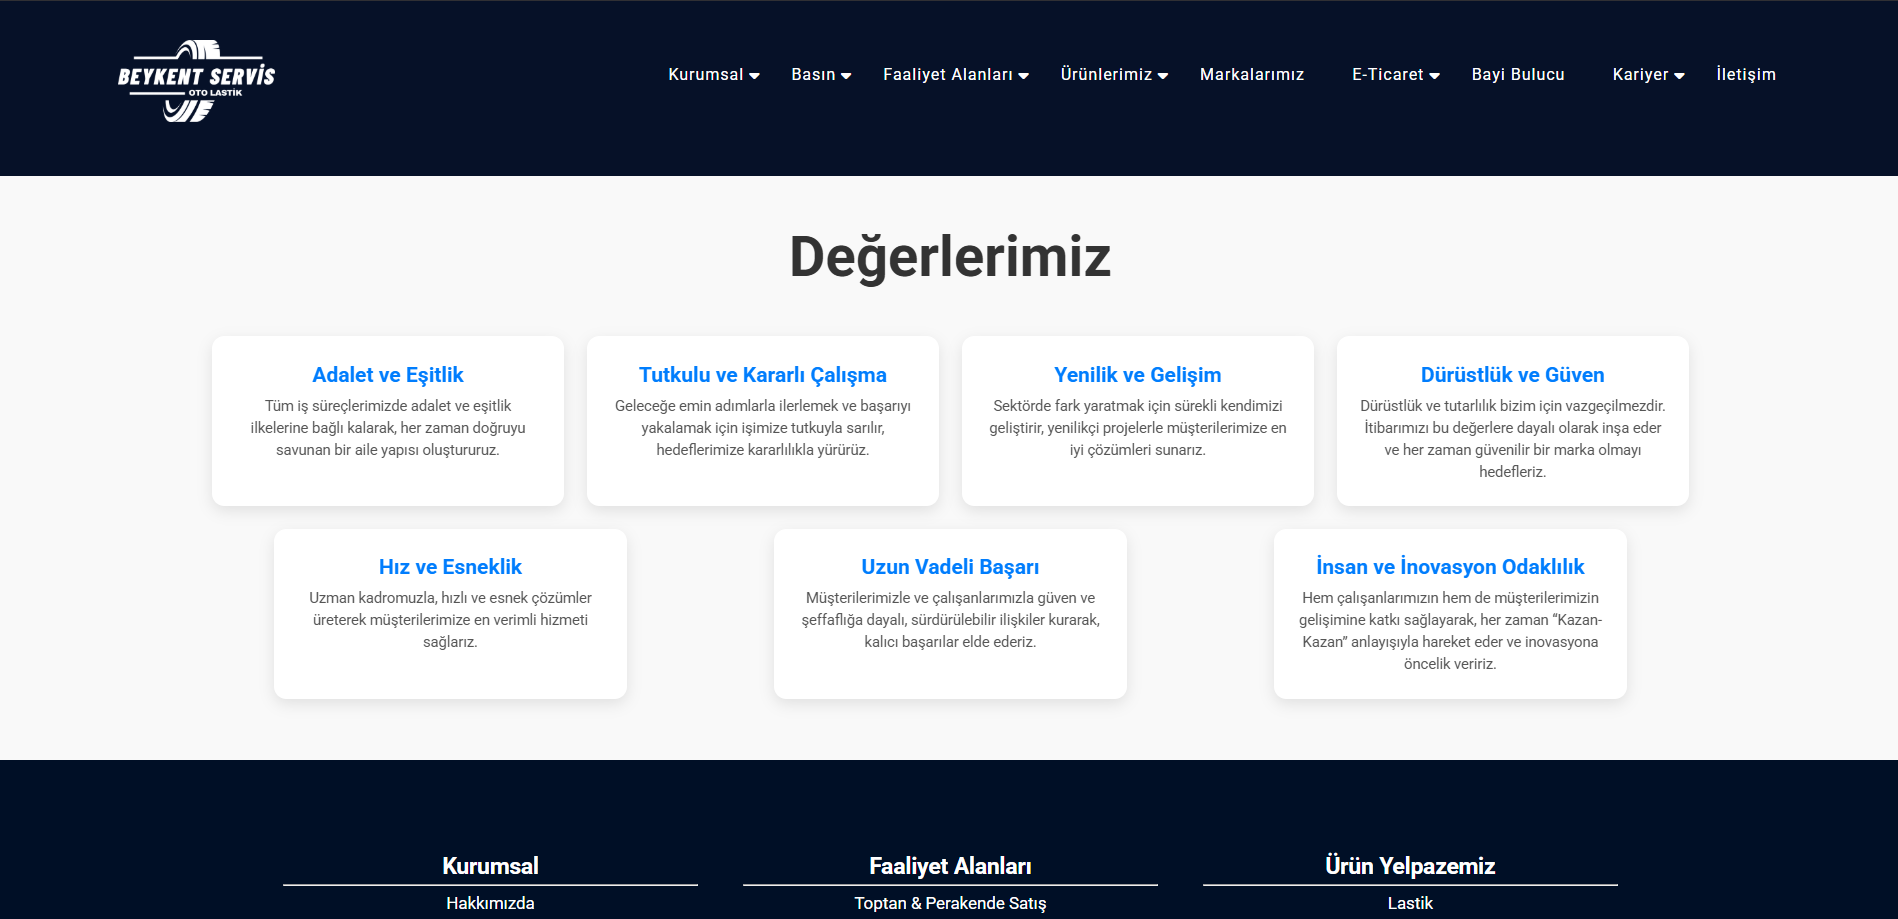 BEYKENT SERVİS
OTO LASTİK
Kurumsal
Basın
Faaliyet Alanları
Ürünlerimiz
Markalarımız
E-Ticaret
Bayi Bulucu
Kariyer
İletişim
Değerlerimiz
Adalet ve Eşitlik
Tüm iş süreçlerimizde adalet ve eşitlik
ilkelerine bağlı kalarak, her zaman doğruyu
savunan bir aile yapısı oluştururuz.
Tutkulu ve Kararlı Çalışma
Geleceğe emin adımlarla ilerlemek ve başarıyı
yakalamak için işimize tutkuyla sarılır,
hedeflerimize kararlılıkla yürürüz.
Yenilik ve Gelişim
Sektörde fark yaratmak için sürekli kendimizi
geliştirir, yenilikçi projelerle müşterilerimize en
iyi çözümleri sunarız.
Dürüstlük ve Güven
Dürüstlük ve tutarlılık bizim için vazgeçilmezdir.
İtibarımızı bu değerlere dayalı olarak inşa eder
ve her zaman güvenilir bir marka olmayı
hedefleriz.
Hız ve Esneklik
Uzman kadromuzla, hızlı ve esnek çözümler
üreterek müşterilerimize en verimli hizmeti
sağlarız.
Uzun Vadeli Başarı
Müşterilerimizle ve çalışanlarımızla güven ve
şeffaflığa dayalı, sürdürülebilir ilişkiler kurarak,
kalıcı başarılar elde ederiz.
İnsan ve İnovasyon Odaklılık
Hem çalışanlarımızın hem de müşterilerimizin
gelişimine katkı sağlayarak, her zaman “Kazan-
Kazan” anlayışıyla hareket eder ve inovasyona
öncelik veririz.
Kurumsal
Hakkımızda
Faaliyet Alanları
Toptan & Perakende Satış
Ürün Yelpazemiz
Lastik